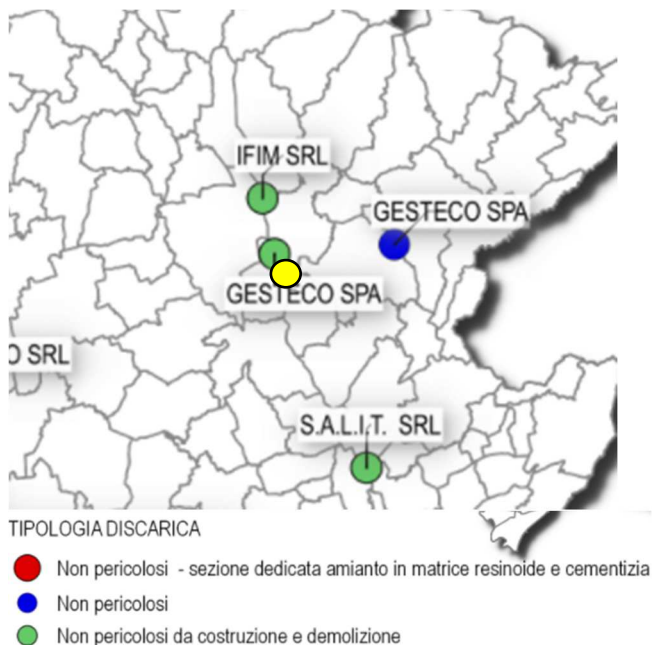 IFIM SRL
GESTECO SPA
GESTECO SPA
O SRL
S.A.L.I.T. SRL
TIPOLOGIA DISCARICA
Non pericolosi - sezione dedicata amianto in matrice resinoide e cementizia
Non pericolosi
Non pericolosi da costruzione e demolizione